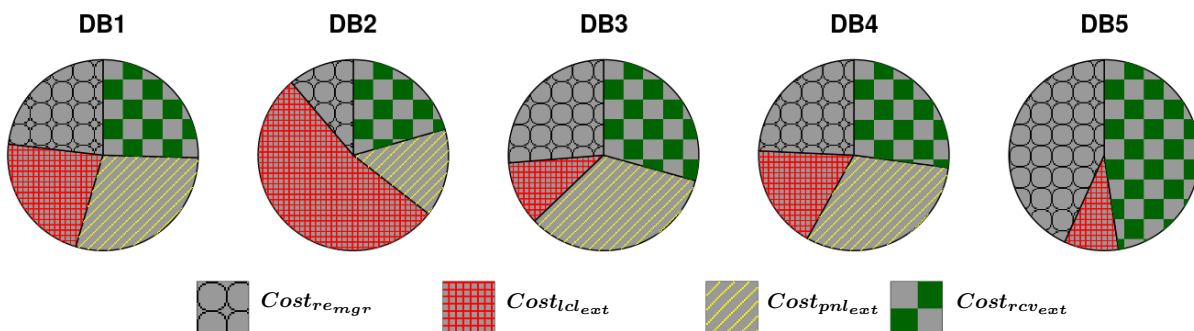 DB1 DB2 DB3 DB4 DB5
Cost_{re_{mgr}} Cost_{lcl_{ext}} Cost_{pnl_{ext}} Cost_{rcv_{ext}}